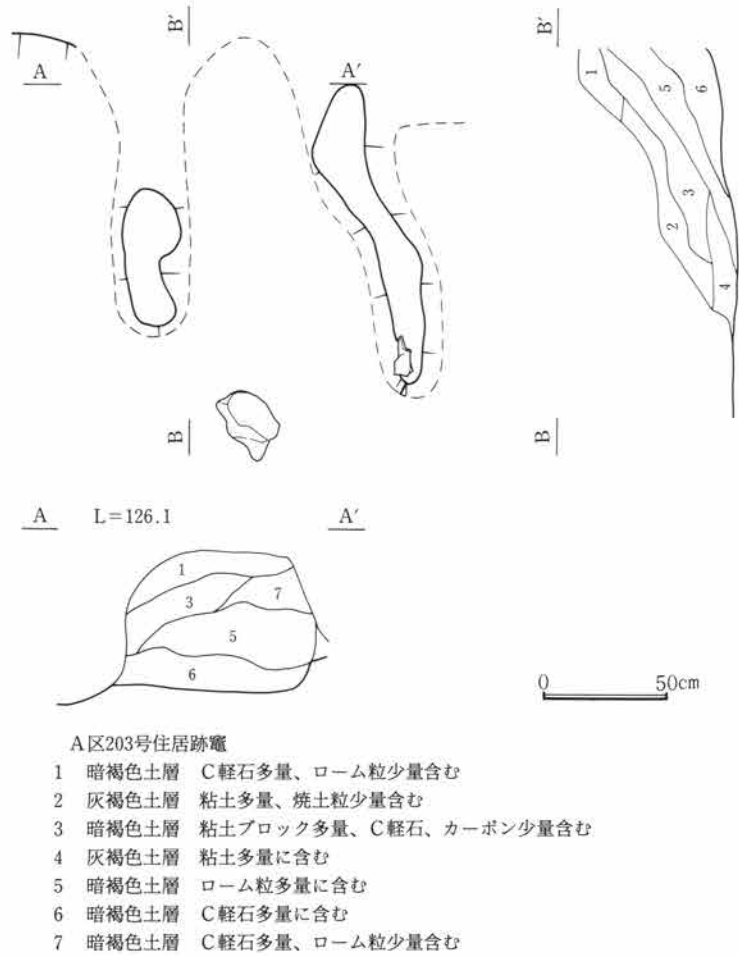 B′
B′
A
A′
1
5
6
3
2
4
B
B
A L=126.1 A′
1
3
7
5
6
0 50cm
A区203号住居跡竈
1 暗褐色土層 C軽石多量、ローム粒少量含む
2 灰褐色土層 粘土多量、焼土粒少量含む
3 暗褐色土層 粘土ブロック多量、C軽石、カーボン少量含む
4 灰褐色土層 粘土多量に含む
5 暗褐色土層 ローム粒多量に含む
6 暗褐色土層 C軽石多量に含む
7 暗褐色土層 C軽石多量、ローム粒少量含む